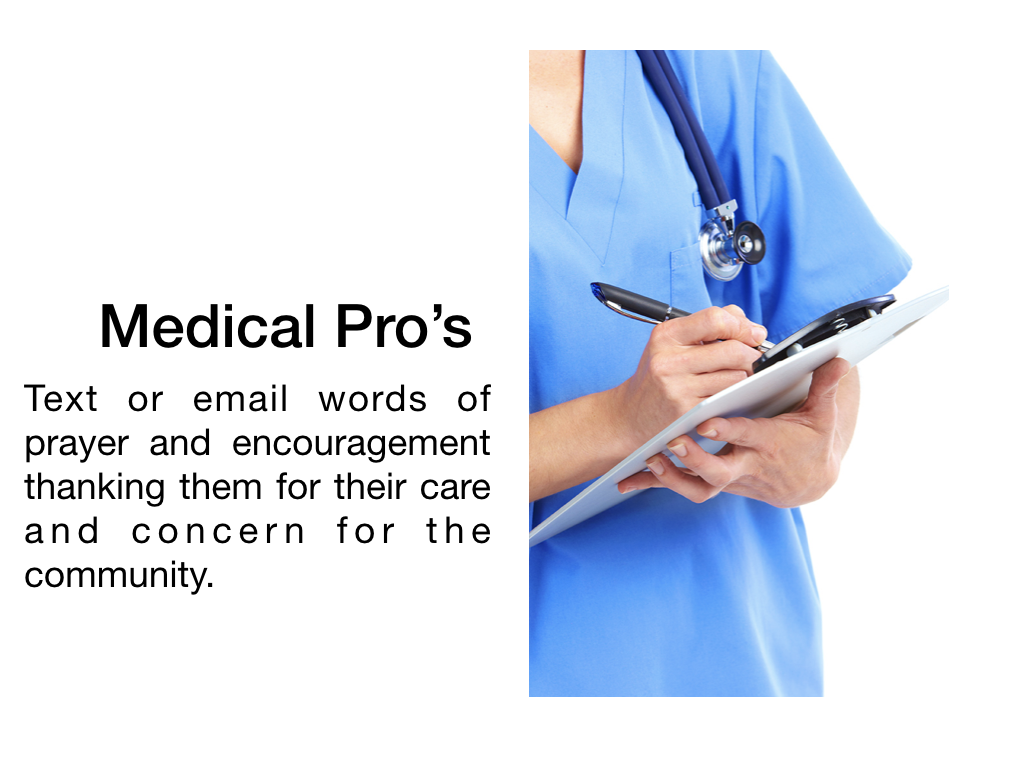 Medical Pro’s
Text or email words of
prayer and encouragement
thanking them for their care
and concern for the
community.